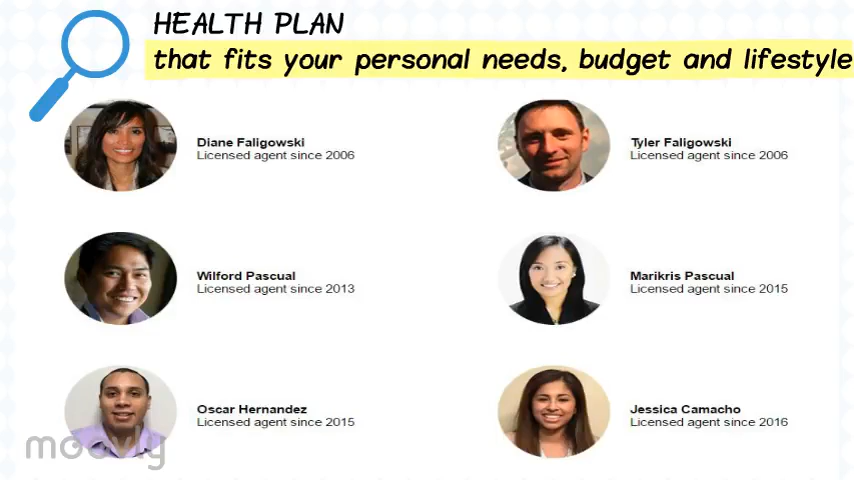 HEALTH PLAN
that fits your personal needs, budget and lifestyle
Diane Faligowski
Licensed agent since 2006
Tyler Faligowski
Licensed agent since 2006
Wilford Pascual
Licensed agent since 2013
Marikris Pascual
Licensed agent since 2015
Oscar Hernandez
Licensed agent since 2015
Jessica Camacho
Licensed agent since 2016
moovly